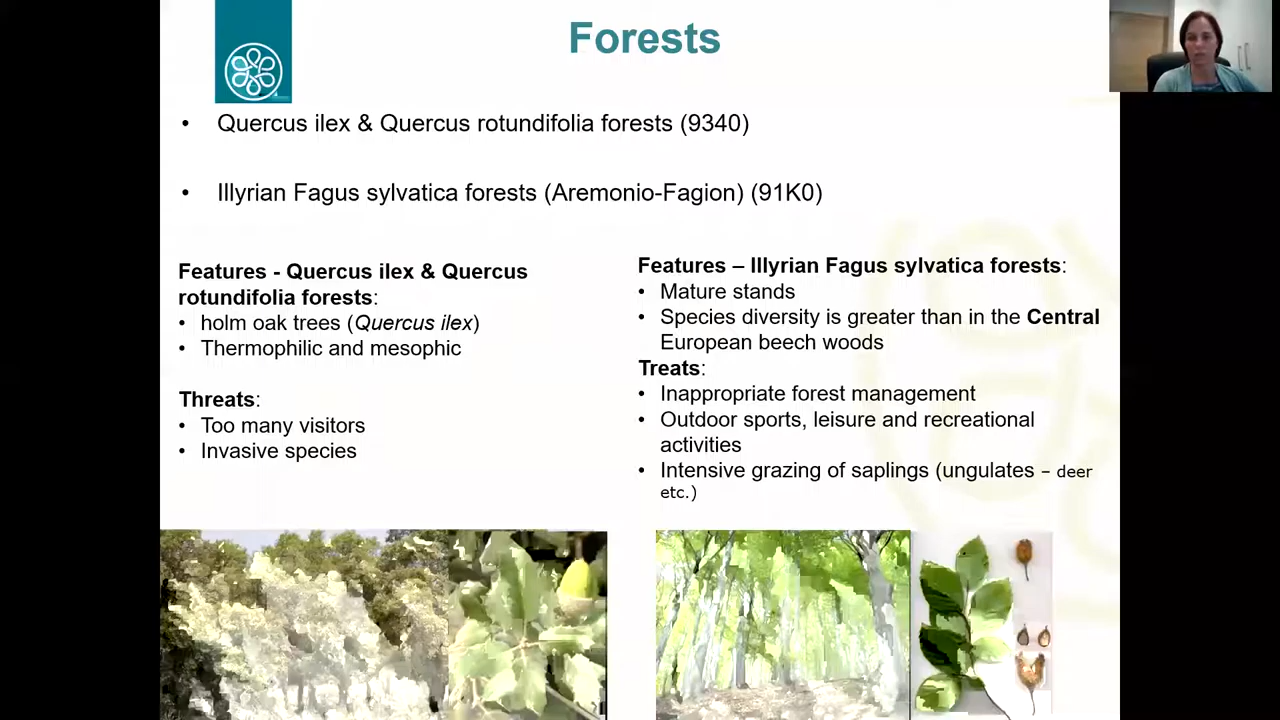 Forests
• Quercus ilex & Quercus rotundifolia forests (9340)
• Illyrian Fagus sylvatica forests (Aremonio-Fagion) (91K0)
Features - Quercus ilex & Quercus
rotundifolia forests:
• holm oak trees (Quercus ilex)
• Thermophilic and mesophic
Threats:
• Too many visitors
• Invasive species
Features – Illyrian Fagus sylvatica forests:
• Mature stands
• Species diversity is greater than in the Central
European beech woods
Treats:
• Inappropriate forest management
• Outdoor sports, leisure and recreational
activities
• Intensive grazing of saplings (ungulates – deer
etc.)